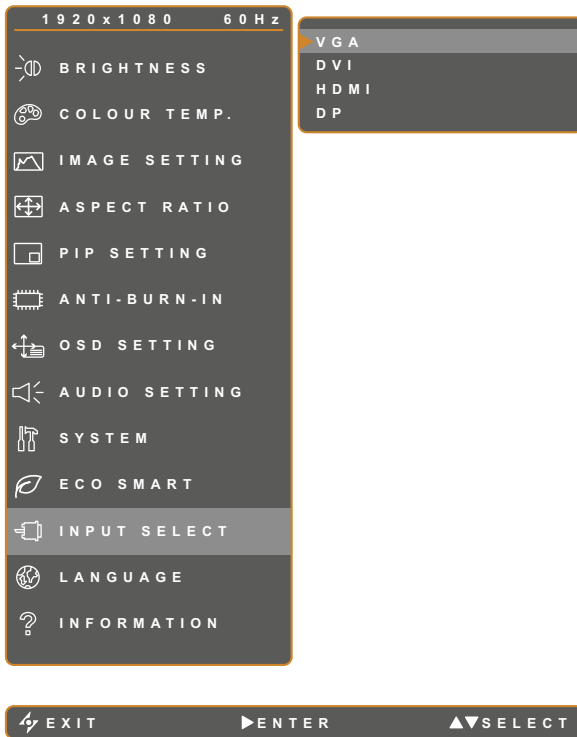 1920x1080 60Hz
BRIGHTNESS
COLOUR TEMP.
IMAGE SETTING
ASPECT RATIO
PIP SETTING
ANTI-BURN-IN
OSD SETTING
AUDIO SETTING
SYSTEM
ECO SMART
INPUT SELECT
LANGUAGE
INFORMATION
VGA
DVI
HDMI
DP
EXIT ▶ENTER ▲▼SELECT